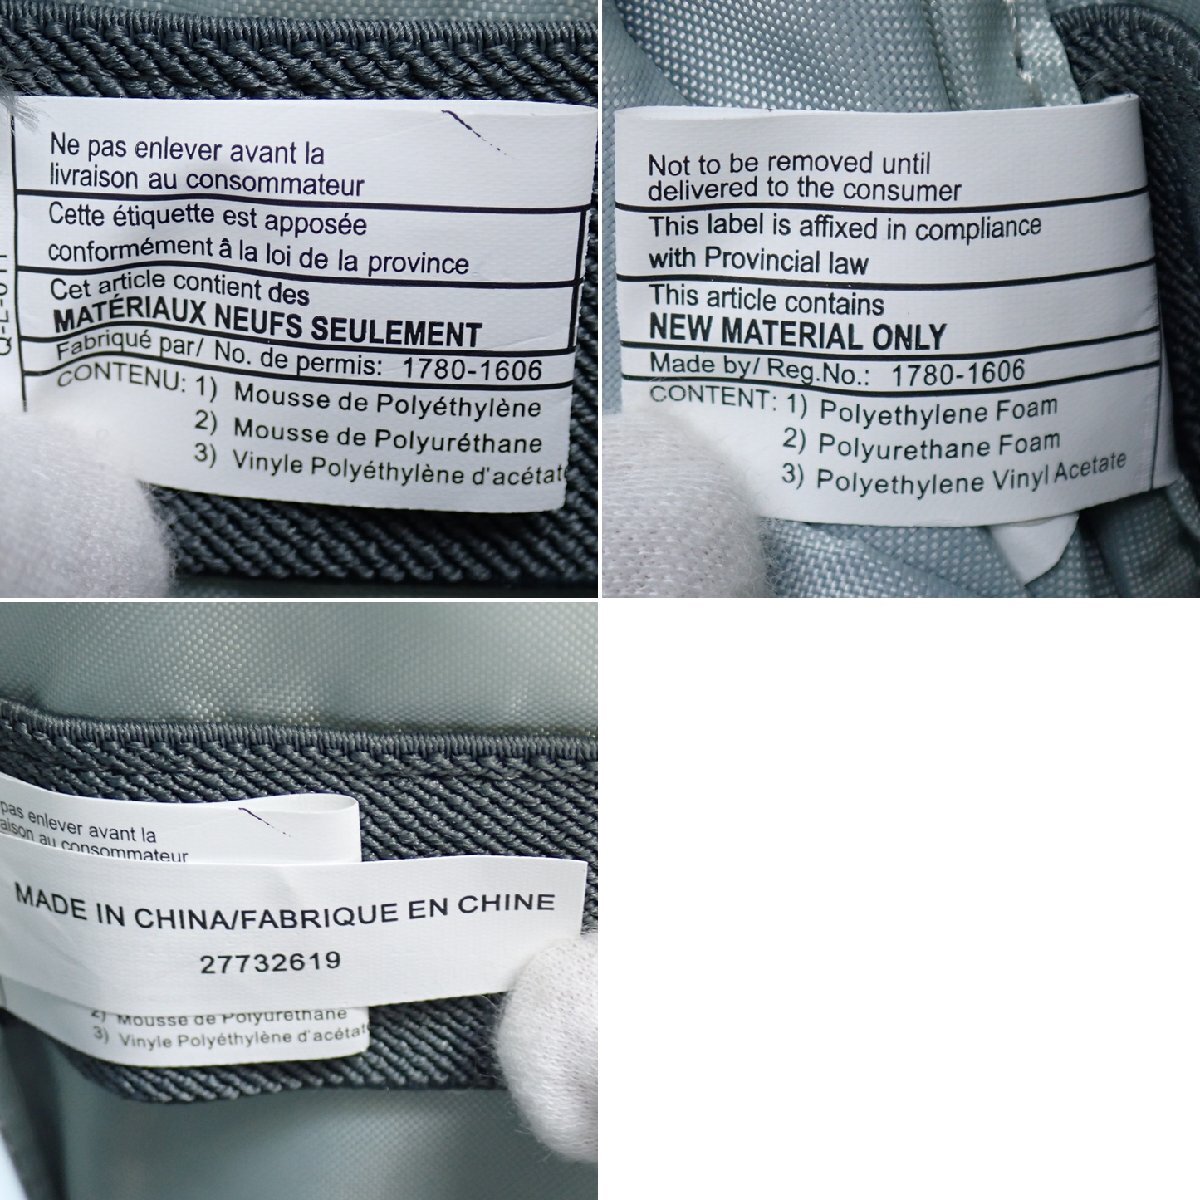 Ne pas enlever avant la
livraison au consommateur
Cette étiquette est apposée
conformément â la loi de la province
Cet article contient des
MATÉRIAUX NEUFS SEULEMENT
Fabriqué par/ No. de permis: 1780-1606
CONTENU: 1) Mousse de Polyéthylène
2) Mousse de Polyuréthane
3) Vinyle Polyéthylène d'acétat
Not to be removed until
delivered to the consumer
This label is affixed in compliance
with Provincial law
This article contains
NEW MATERIAL ONLY
Made by/ Reg.No.: 1780-1606
CONTENT: 1) Polyethylene Foam
2) Polyurethane Foam
3) Polyethylene Vinyl Acetate
pas enlever avant la
aison au consommateur
MADE IN CHINA/FABRIQUE EN CHINE
27732619
2) Mousse de Polyuréthane
3) Vinyle Polyéthylène d'acétat